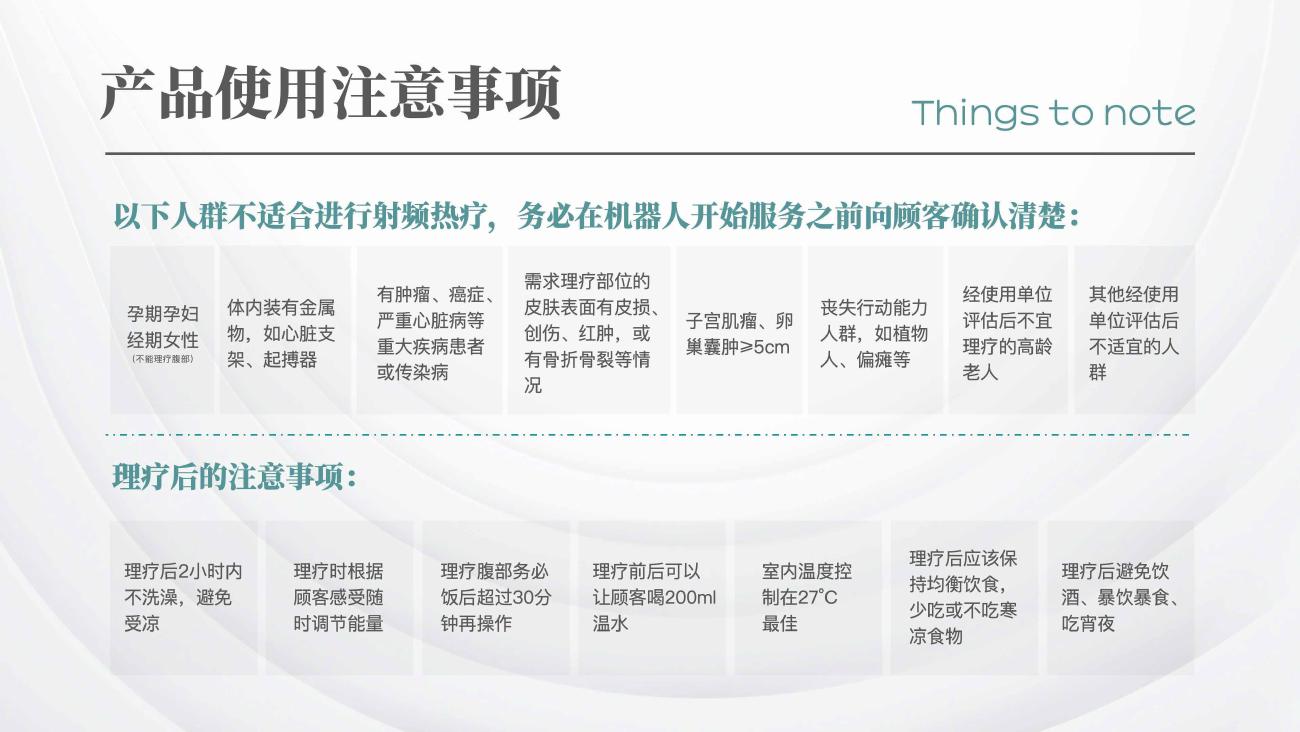 产品使用注意事项
Things to note
以下人群不适合进行射频热疗，务必在机器人开始服务之前向顾客确认清楚：
孕期孕妇
经期女性
(不能理疗腹部)
体内装有金属
物，如心脏支
架、起搏器
有肿瘤、癌症、
严重心脏病等
重大疾病患者
或传染病
需求理疗部位的
皮肤表面有皮损、
创伤、红肿，或
有骨折骨裂等情
况
子宫肌瘤、卵
巢囊肿≥5cm
丧失行动能力
人群，如植物
人、偏瘫等
经使用单位
评估后不宜
理疗的高龄
老人
其他经使用
单位评估后
不适宜的人
群
理疗后的注意事项：
理疗后2小时内
不洗澡，避免
受凉
理疗时根据
顾客感受随
时调节能量
理疗腹部务必
饭后超过30分
钟再操作
理疗前后可以
让顾客喝200ml
温水
室内温度控
制在27°C
最佳
理疗后应该保
持均衡饮食，
少吃或不吃寒
凉食物
理疗后避免饮
酒、暴饮暴食、
吃宵夜